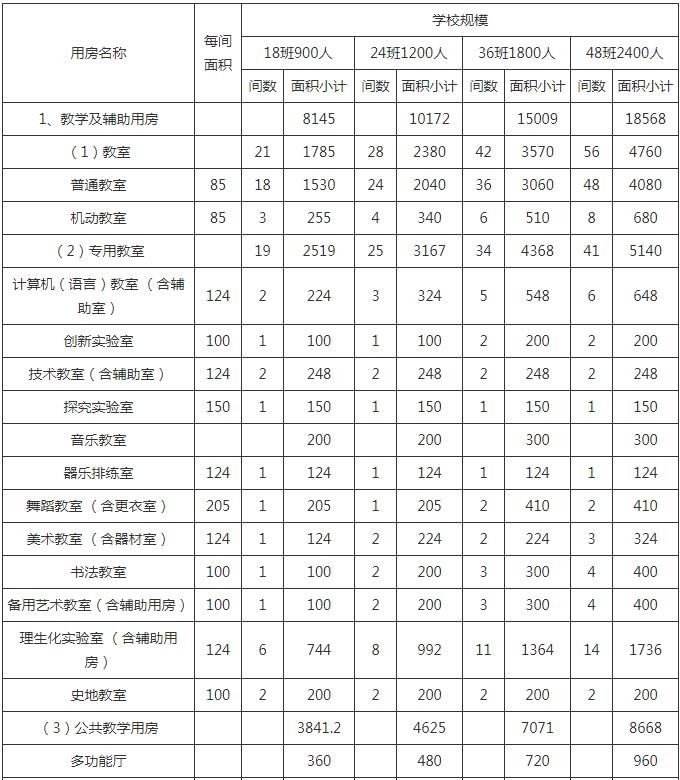 用房名称 每间面积 学校规模
18班900人 24班1200人 36班1800人 48班2400人
间数 面积小计 间数 面积小计 间数 面积小计 间数 面积小计
1、教学及辅助用房 8145 10172 15009 18568
（1）教室 21 1785 28 2380 42 3570 56 4760
普通教室 85 18 1530 24 2040 36 3060 48 4080
机动教室 85 3 255 4 340 6 510 8 680
（2）专用教室 19 2519 25 3167 34 4368 41 5140
计算机（语言）教室（含辅助室） 124 2 224 3 324 5 548 6 648
创新实验室 100 1 100 1 100 2 200 2 200
技术教室（含辅助室） 124 2 248 2 248 2 248 2 248
探究实验室 150 1 150 1 150 1 150 1 150
音乐教室 200 200 300 300
器乐排练室 124 1 124 1 124 1 124 1 124
舞蹈教室（含更衣室） 205 1 205 1 205 2 410 2 410
美术教室（含器材室） 124 1 124 2 224 2 224 3 324
书法教室 100 1 100 2 200 3 300 4 400
备用艺术教室（含辅助用房） 100 1 100 2 200 3 300 4 400
理生化实验室（含辅助用房） 124 6 744 8 992 11 1364 14 1736
史地教室 100 2 200 2 200 2 200 2 200
（3）公共教学用房 3841.2 4625 7071 8668
多功能厅 360 480 720 960